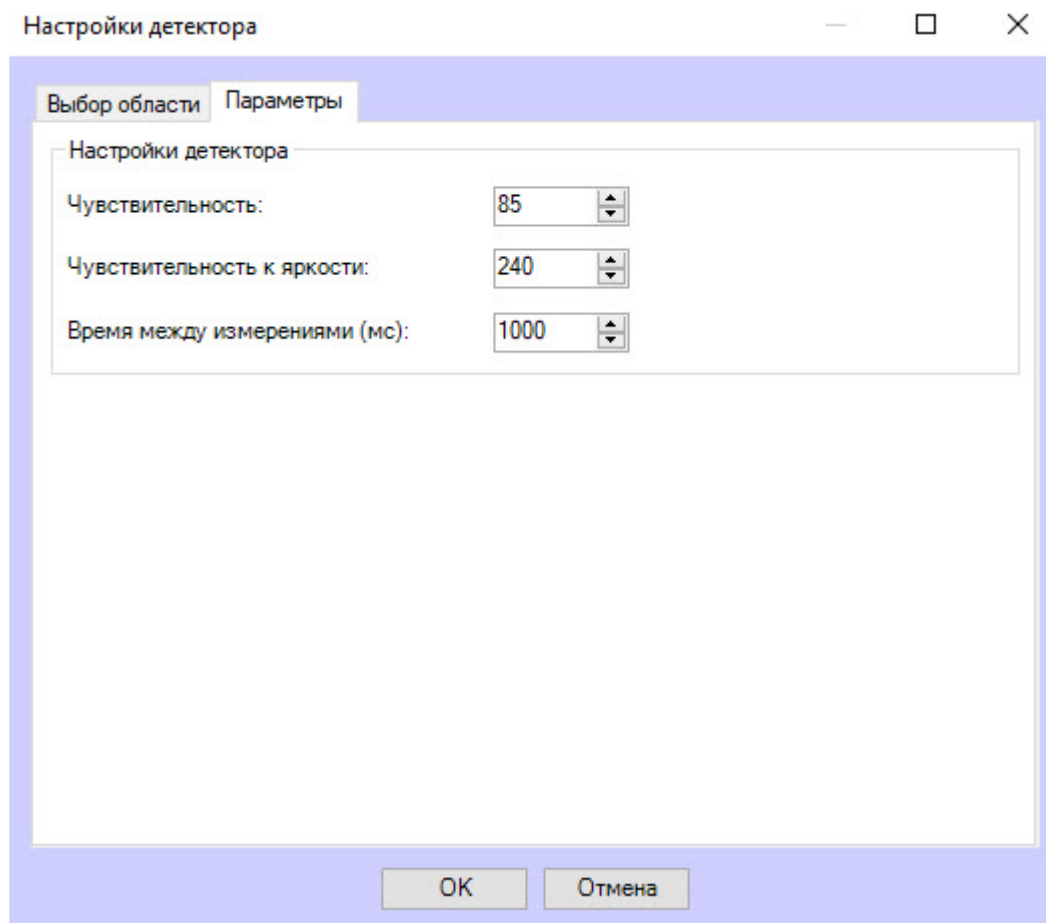 Настройки детектора
Выбор области Параметры
Настройки детектора
Чувствительность: 85
Чувствительность к яркости: 240
Время между измерениями (мс): 1000
OK Отмена